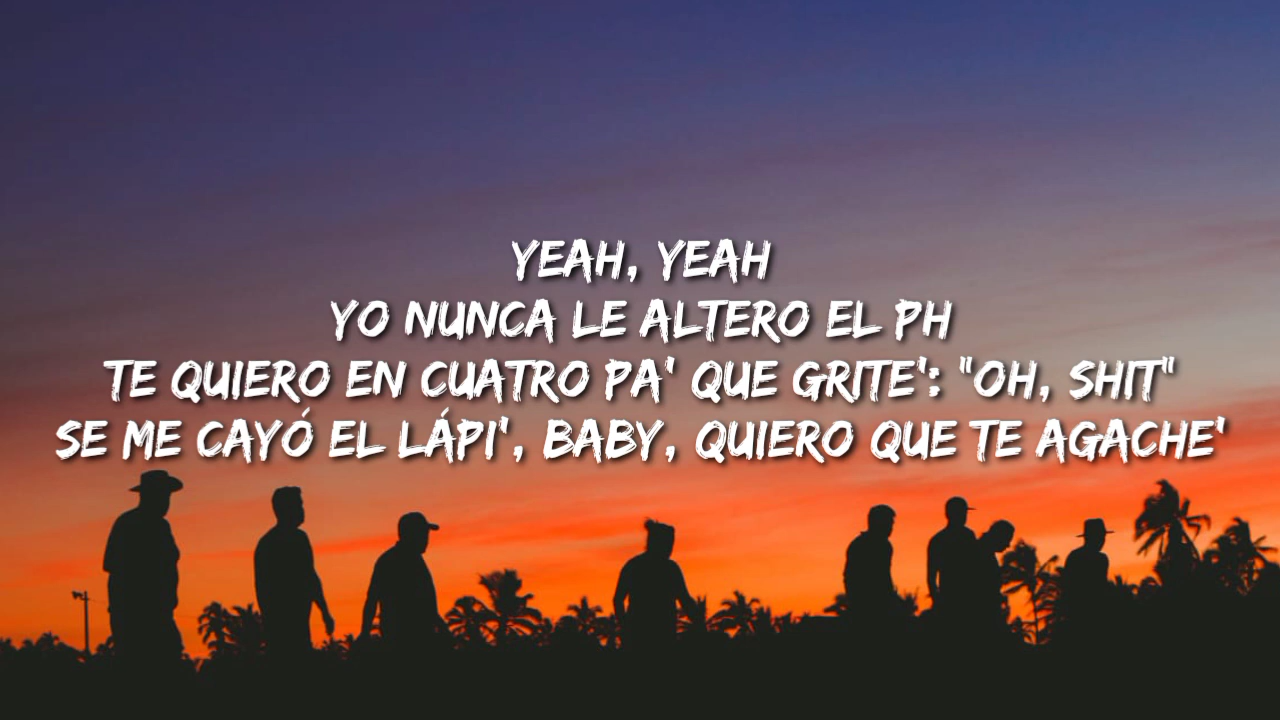 YEAH, YEAH
YO NUNCA LE ALTERO EL PH
TE QUIERO EN CUATRO PA' QUE GRITE': "OH, SHIT"
SE ME CAYÓ EL LÁPI', BABY, QUIERO QUE TE AGACHE'